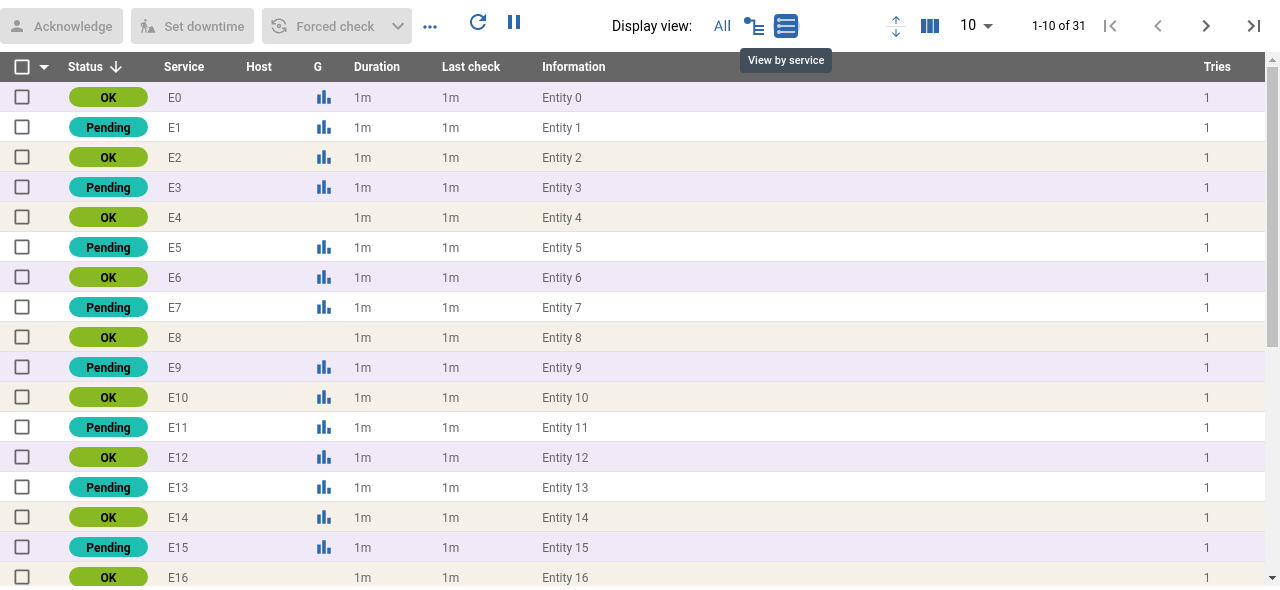 Acknowledge Set downtime Forced check ... Display view: All 10 1-10 of 31
View by service
Status Service Host G Duration Last check Information Tries
OK E0 1m 1m Entity 0 1
Pending E1 1m 1m Entity 1 1
OK E2 1m 1m Entity 2 1
Pending E3 1m 1m Entity 3 1
OK E4 1m 1m Entity 4 1
Pending E5 1m 1m Entity 5 1
OK E6 1m 1m Entity 6 1
Pending E7 1m 1m Entity 7 1
OK E8 1m 1m Entity 8 1
Pending E9 1m 1m Entity 9 1
OK E10 1m 1m Entity 10 1
Pending E11 1m 1m Entity 11 1
OK E12 1m 1m Entity 12 1
Pending E13 1m 1m Entity 13 1
OK E14 1m 1m Entity 14 1
Pending E15 1m 1m Entity 15 1
OK E16 1m 1m Entity 16 1